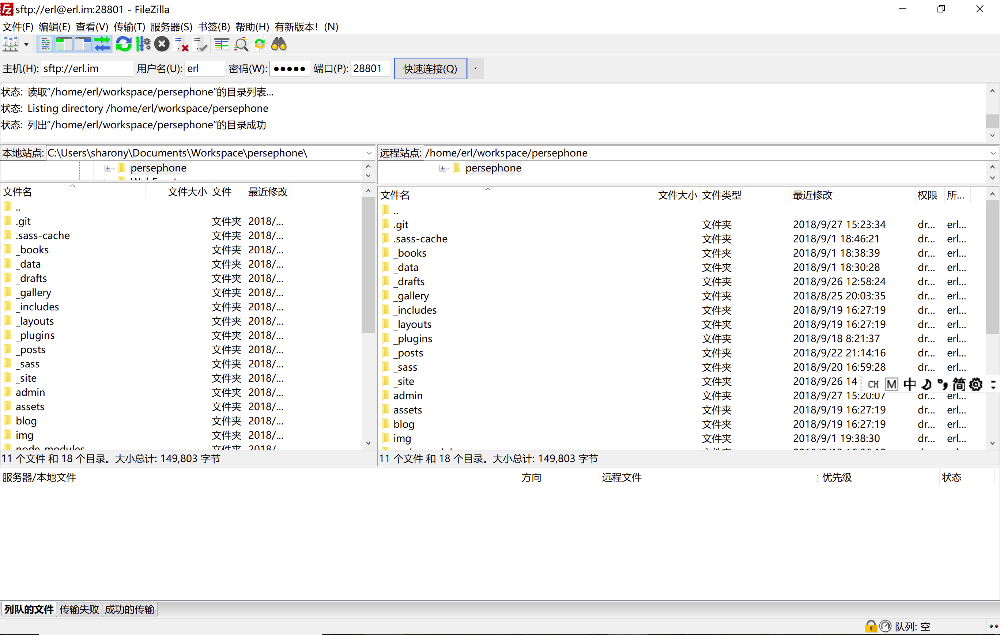 sftp://erl@erl.im:28801 - FileZilla
文件(F) 编辑(E) 查看(V) 传输(T) 服务器(S) 书签(B) 帮助(H) 有新版本！(N)
主机(H): sftp://erl.im 用户名(U): erl 密码(W): ●●●●● 端口(P): 28801 快速连接(Q)
状态: 读取“/home/erl/workspace/persephone”的目录列表...
状态: Listing directory /home/erl/workspace/persephone
状态: 列出“/home/erl/workspace/persephone”的目录成功
本地站点: C:\Users\sharony\Documents\Workspace\persephone\
persephone
文件名 文件大小 文件 最近修改
..
.git 文件夹 2018/...
.sass-cache 文件夹 2018/...
_books 文件夹 2018/...
_data 文件夹 2018/...
_drafts 文件夹 2018/...
_gallery 文件夹 2018/...
_includes 文件夹 2018/...
_layouts 文件夹 2018/...
_plugins 文件夹 2018/...
_posts 文件夹 2018/...
_sass 文件夹 2018/...
_site 文件夹 2018/...
admin 文件夹 2018/...
assets 文件夹 2018/...
blog 文件夹 2018/...
img 文件夹 2018/...
node_modules 文件夹 2018/...
11 个文件 和 18 个目录。大小总计: 149,803 字节
远程站点: /home/erl/workspace/persephone
persephone
文件名 文件大小 文件类型 最近修改 权限 所...
..
.git 文件夹 2018/9/27 15:23:34 dr... erl...
.sass-cache 文件夹 2018/9/1 18:46:21 dr... erl...
_books 文件夹 2018/9/1 18:38:39 dr... erl...
_data 文件夹 2018/9/1 18:30:28 dr... erl...
_drafts 文件夹 2018/9/26 12:58:24 dr... erl...
_gallery 文件夹 2018/8/25 20:03:35 dr... erl...
_includes 文件夹 2018/9/19 16:27:19 dr... erl...
_layouts 文件夹 2018/9/19 16:27:19 dr... erl...
_plugins 文件夹 2018/9/18 8:21:37 dr... erl...
_posts 文件夹 2018/9/22 21:14:16 dr... erl...
_sass 文件夹 2018/9/20 16:59:28 dr... erl...
_site 文件夹 2018/9/26 14
CH M 中 简
admin 文件夹 2018/9/27 15:20:07 dr... erl...
assets 文件夹 2018/9/19 16:27:19 dr... erl...
blog 文件夹 2018/9/19 16:27:19 dr... erl...
img 文件夹 2018/9/1 19:38:30 dr... erl...
11 个文件 和 18 个目录。大小总计: 149,803 字节
服务器/本地文件 方向 远程文件 优先级 状态
列队的文件 传输失败 成功的传输
队列: 空